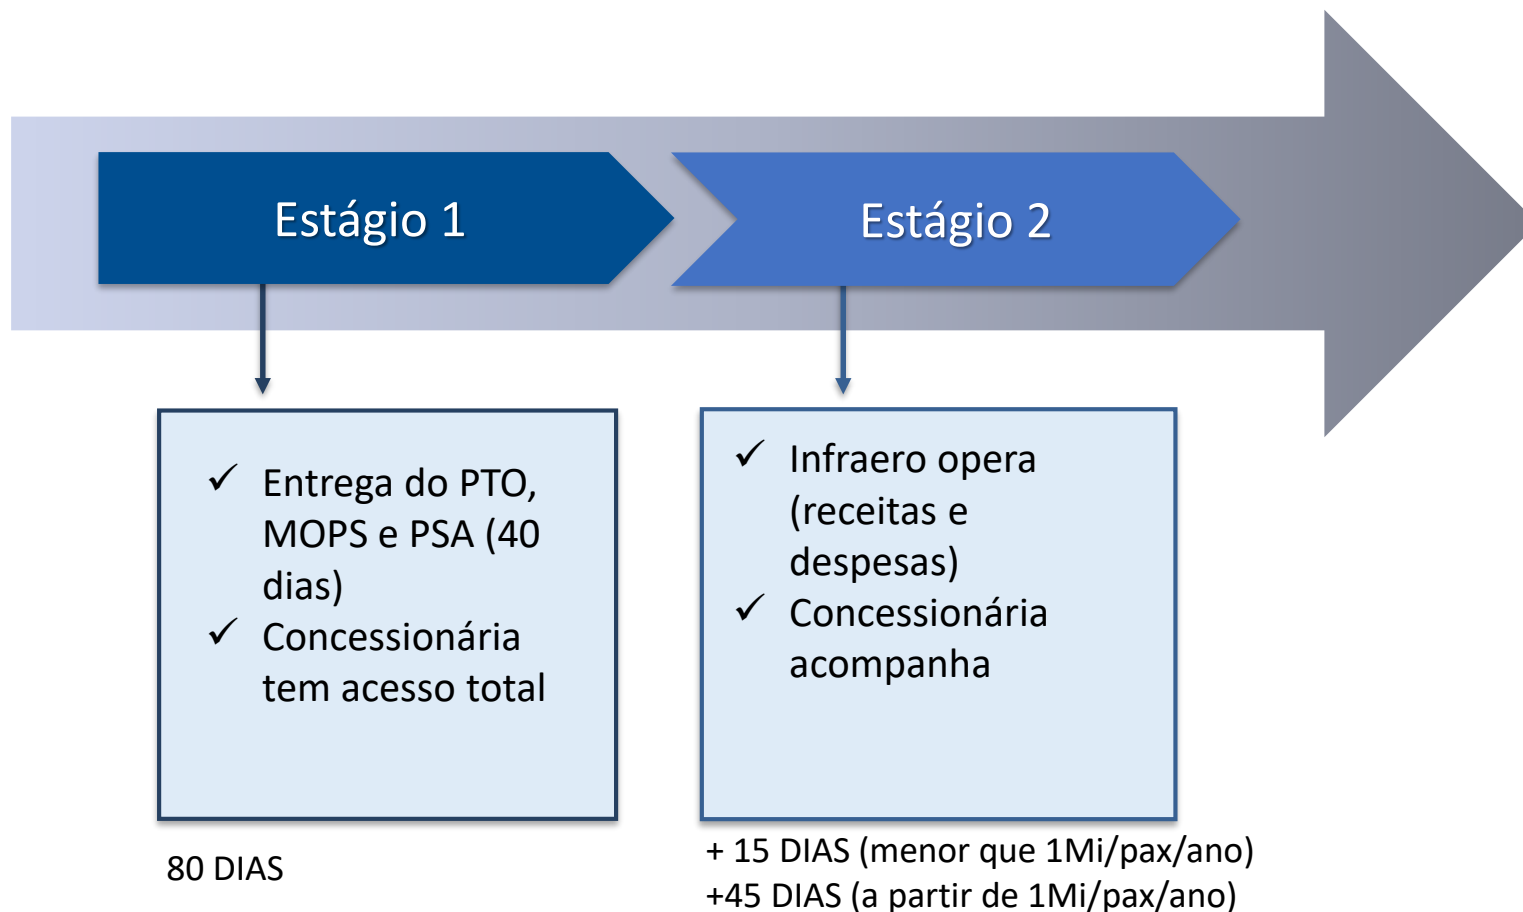 Estágio 1
Estágio 2
✓ Entrega do PTO,
MOPS e PSA (40
dias)
✓ Concessionária
tem acesso total
80 DIAS
✓ Infraero opera
(receitas e
despesas)
✓ Concessionária
acompanha
+ 15 DIAS (menor que 1Mi/pax/ano)
+45 DIAS (a partir de 1Mi/pax/ano)